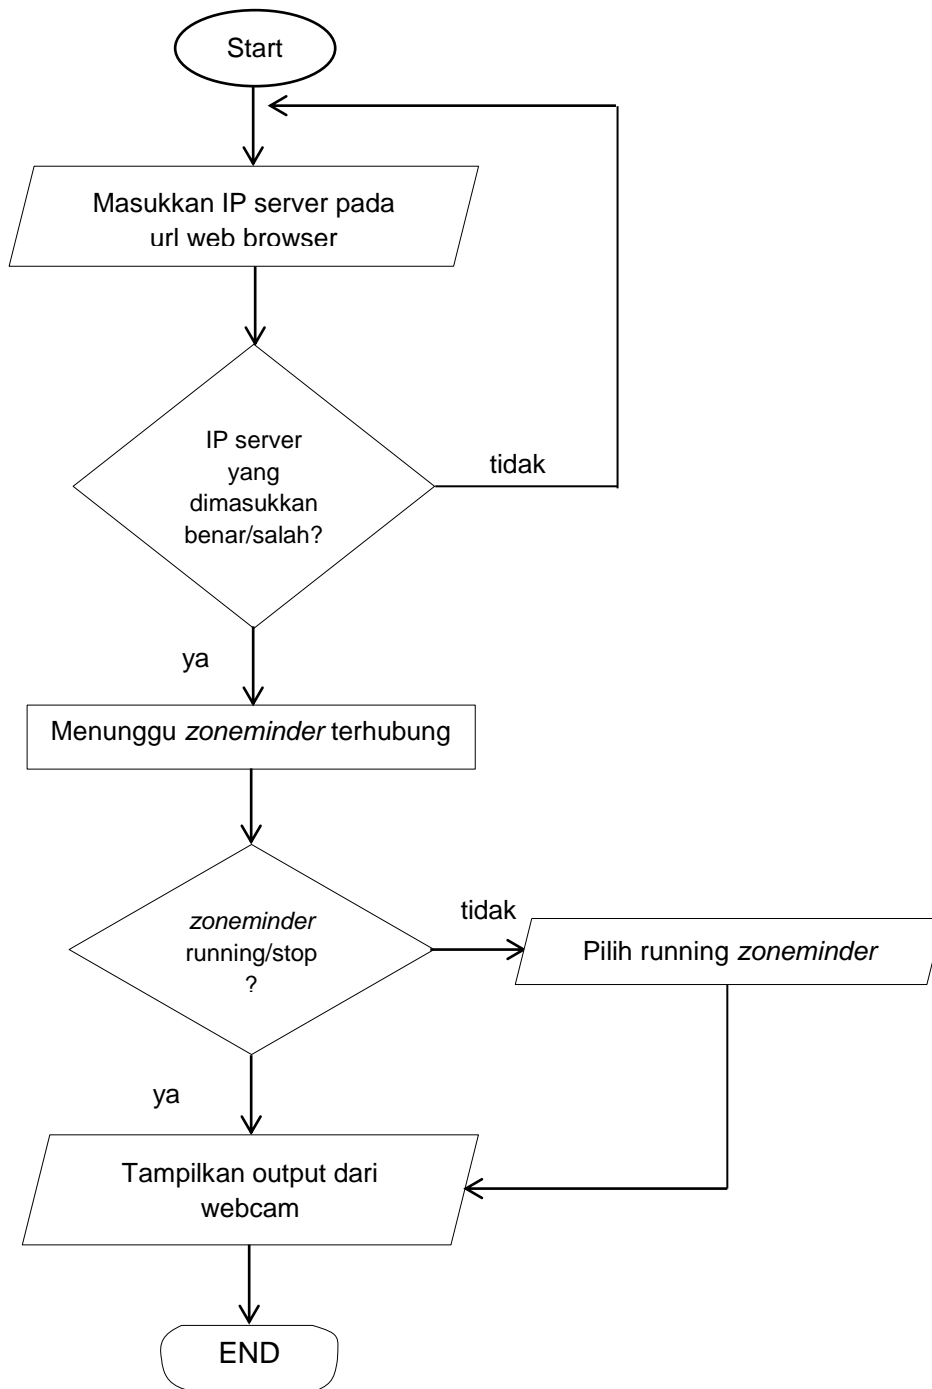 Start
Masukkan IP server pada
url web browser
IP server
yang
dimasukkan
benar/salah?
tidak
ya
Menunggu zoneminder terhubung
zoneminder
running/stop
?
tidak
Pilih running zoneminder
ya
Tampilkan output dari
webcam
END